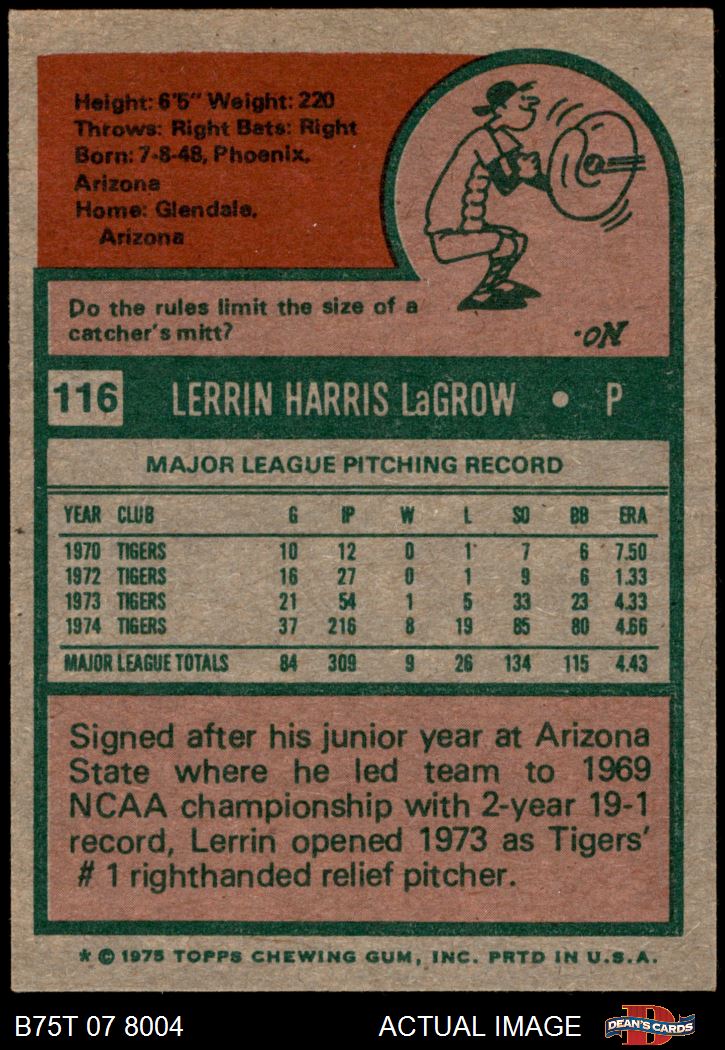 Height: 6'5" Weight: 220
Throws: Right Bats: Right
Born: 7-8-48, Phoenix,
Arizona
Home: Glendale,
Arizona
Do the rules limit the size of a
catcher's mitt?
No.
116 LERRIN HARRIS LaGROW • P
MAJOR LEAGUE PITCHING RECORD
YEAR CLUB G IP W L SO BB ERA
1970 TIGERS 10 12 0 1 7 6 7.50
1972 TIGERS 16 27 0 1 9 6 1.33
1973 TIGERS 21 54 1 5 33 23 4.33
1974 TIGERS 37 216 8 19 85 80 4.66
MAJOR LEAGUE TOTALS 84 309 9 26 134 115 4.43
Signed after his junior year at Arizona
State where he led team to 1969
NCAA championship with 2-year 19-1
record, Lerrin opened 1973 as Tigers'
# 1 righthanded relief pitcher.
* © 1975 TOPPS CHEWING GUM, INC. PRTD IN U.S.A.
B75T 07 8004 ACTUAL IMAGE D DEAN'S CARDS